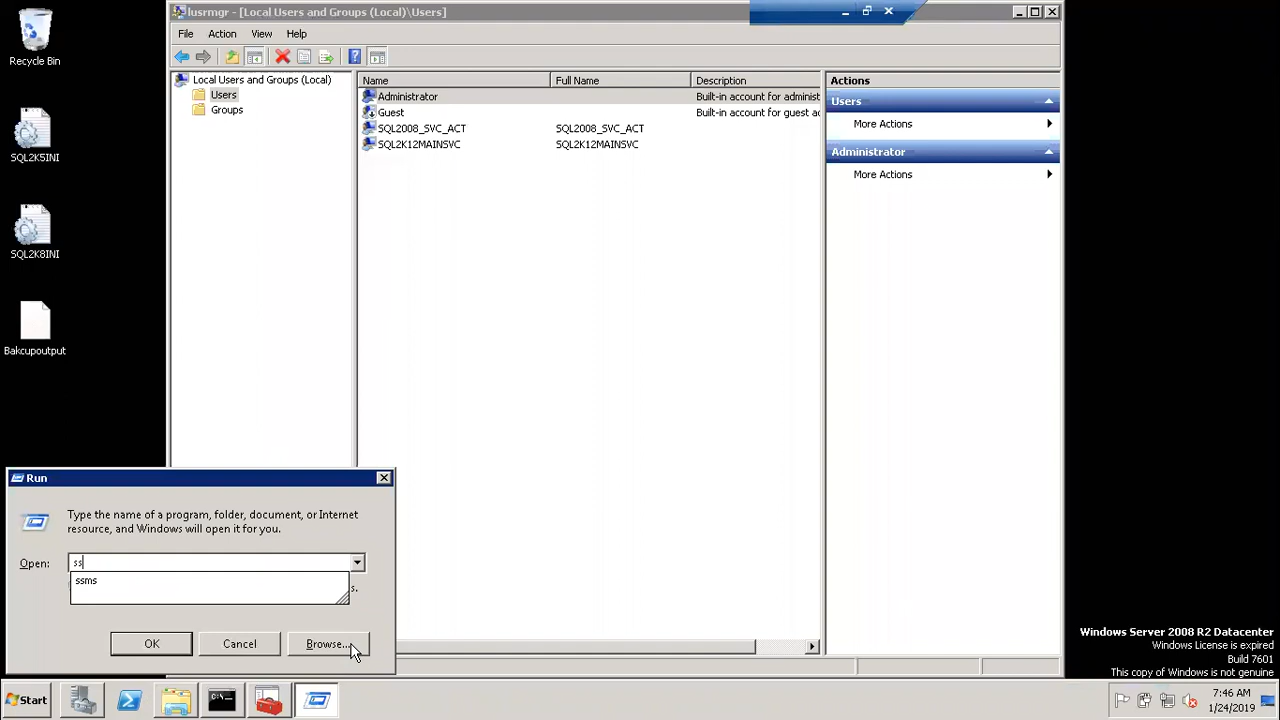 Recycle Bin
SQL2K5INI
SQL2K8INI
Bakcupoutput
lusrmgr - [Local Users and Groups (Local)\Users]
File Action View Help
Local Users and Groups (Local)
Users
Groups
Name Full Name Description
Administrator Built-in account for administ
Guest Built-in account for guest ac
SQL2008_SVC_ACT SQL2008_SVC_ACT
SQL2K12MAINSVC SQL2K12MAINSVC
Actions
Users
More Actions
Administrator
More Actions
Run
Type the name of a program, folder, document, or Internet
resource, and Windows will open it for you.
Open: ss
ssms
s.
OK Cancel Browse...
Windows Server 2008 R2 Datacenter
Windows License is expired
Build 7601
This copy of Windows is not genuine
Start
C:\
7:46 AM
1/24/2019